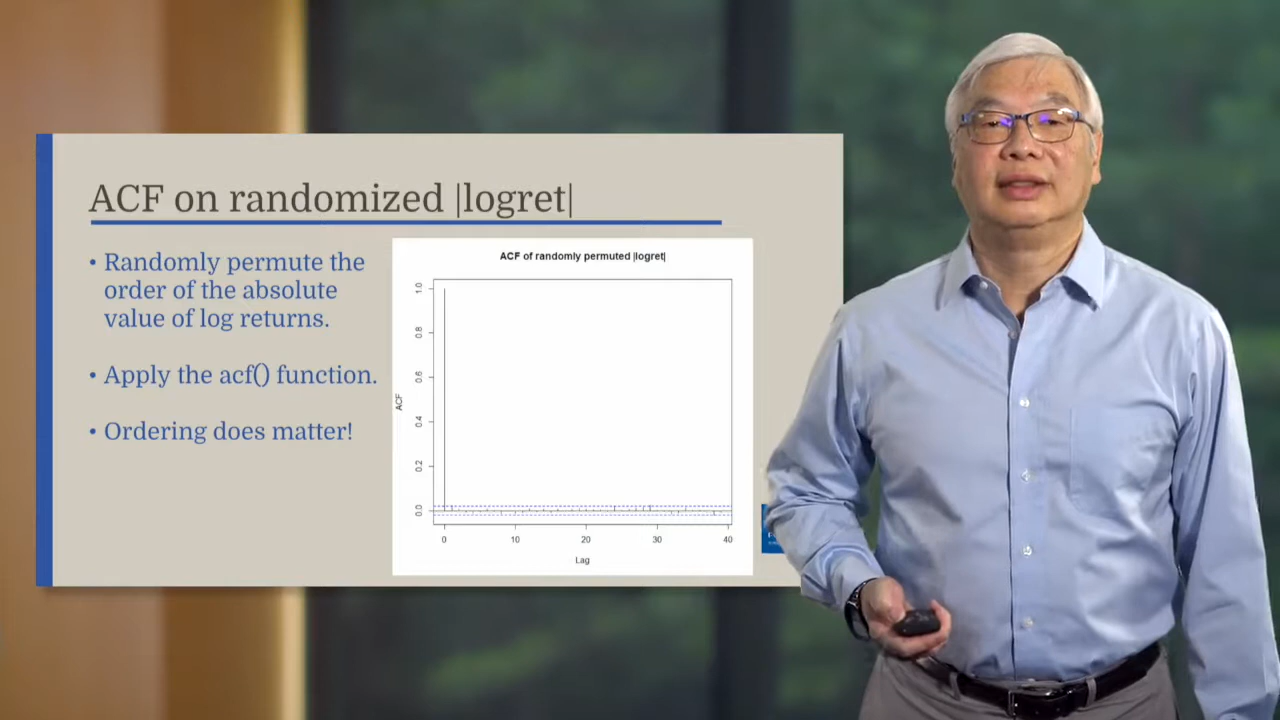 ACF on randomized |logret|
• Randomly permute the
order of the absolute
value of log returns.
• Apply the acf() function.
• Ordering does matter!
ACF of randomly permuted |logret|
ACF
1.0
0.8
0.6
0.4
0.2
0.0
0 10 20 30 40
Lag